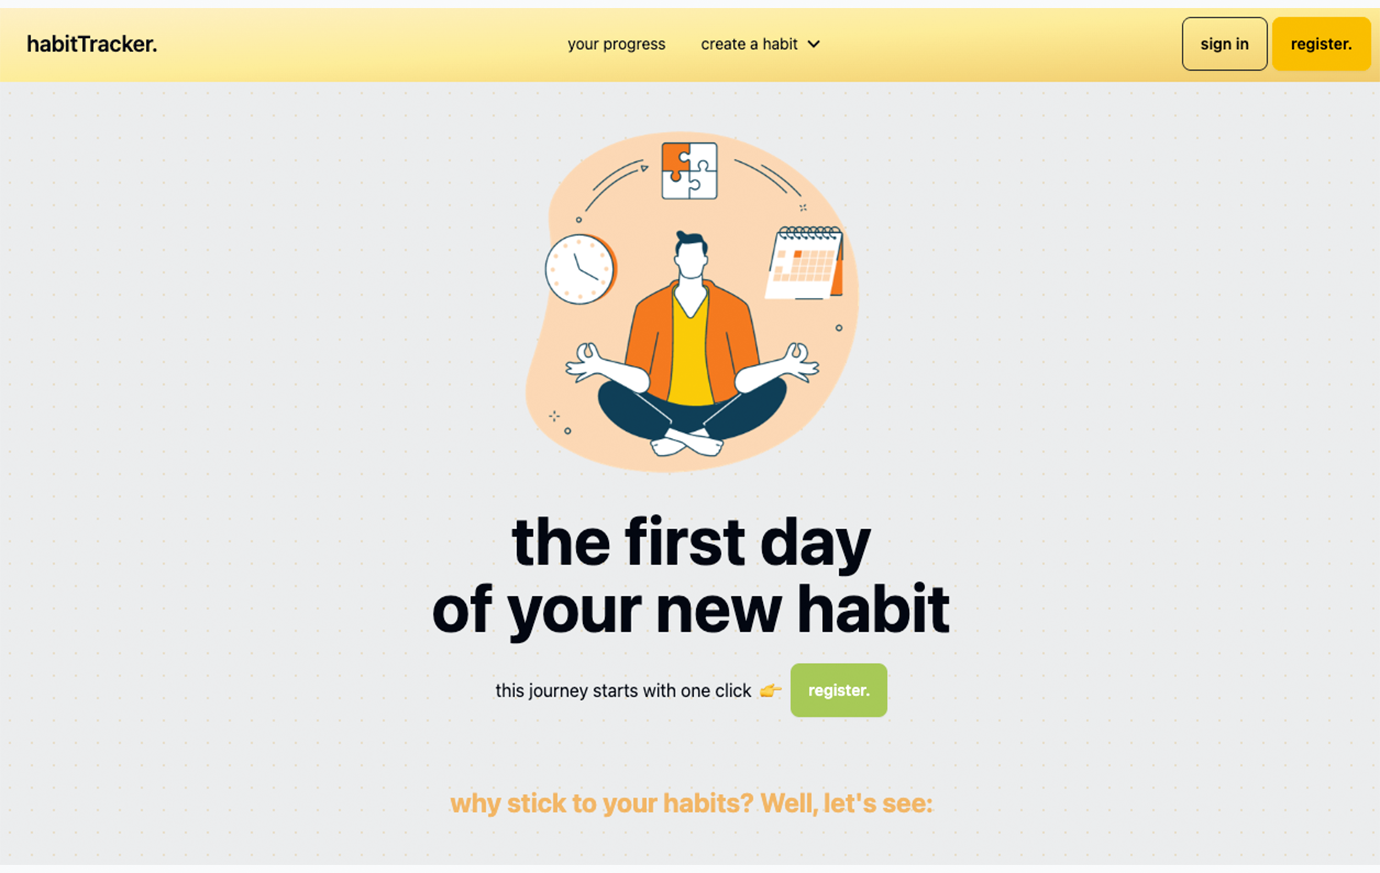 habitTracker.
your progress
create a habit
sign in
register.
the first day
of your new habit
this journey starts with one click 👉
register.
why stick to your habits? Well, let's see: